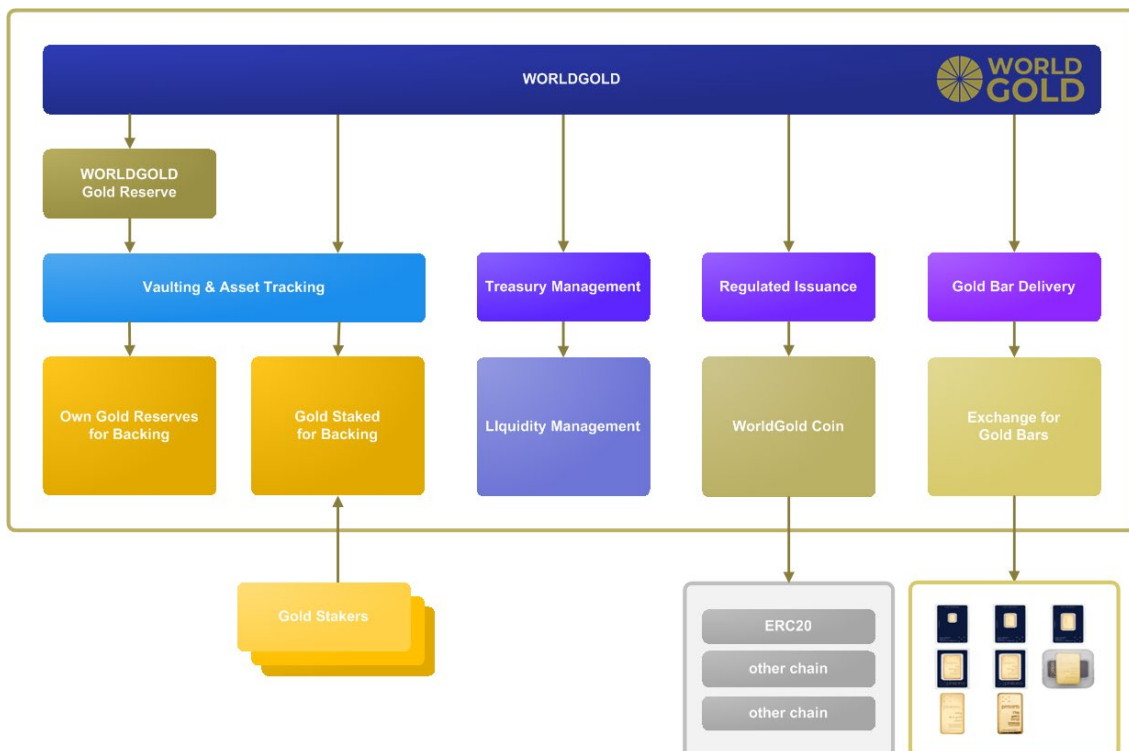 WORLDGOLD
WORLD
GOLD
WORLDGOLD
Gold Reserve
Vaulting & Asset Tracking
Treasury Management
Regulated Issuance
Gold Bar Delivery
Own Gold Reserves
for Backing
Gold Staked
for Backing
LIquidity Management
WorldGold Coin
Exchange for
Gold Bars
Gold Stakers
ERC20
other chain
other chain